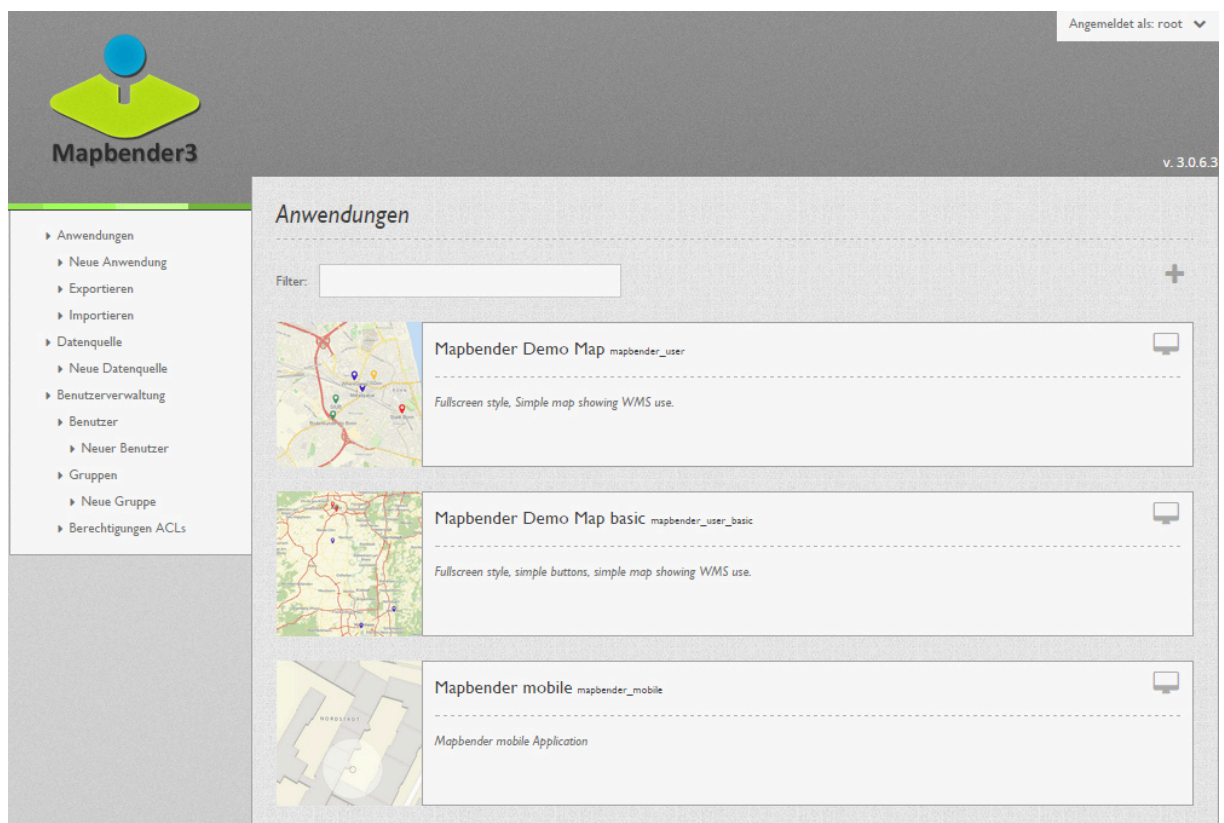 Angemeldet als: root
Mapbender3
v. 3.0.6.3
Anwendungen
Neue Anwendung
Exportieren
Importieren
Datenquelle
Neue Datenquelle
Benutzerverwaltung
Benutzer
Neuer Benutzer
Gruppen
Neue Gruppe
Berechtigungen ACLs
Anwendungen
Filter:
Mapbender Demo Map mapbender_user
Fullscreen style, Simple map showing WMS use.
Mapbender Demo Map basic mapbender_user_basic
Fullscreen style, simple buttons, simple map showing WMS use.
NORDSTADT
Mapbender mobile mapbender_mobile
Mapbender mobile Application